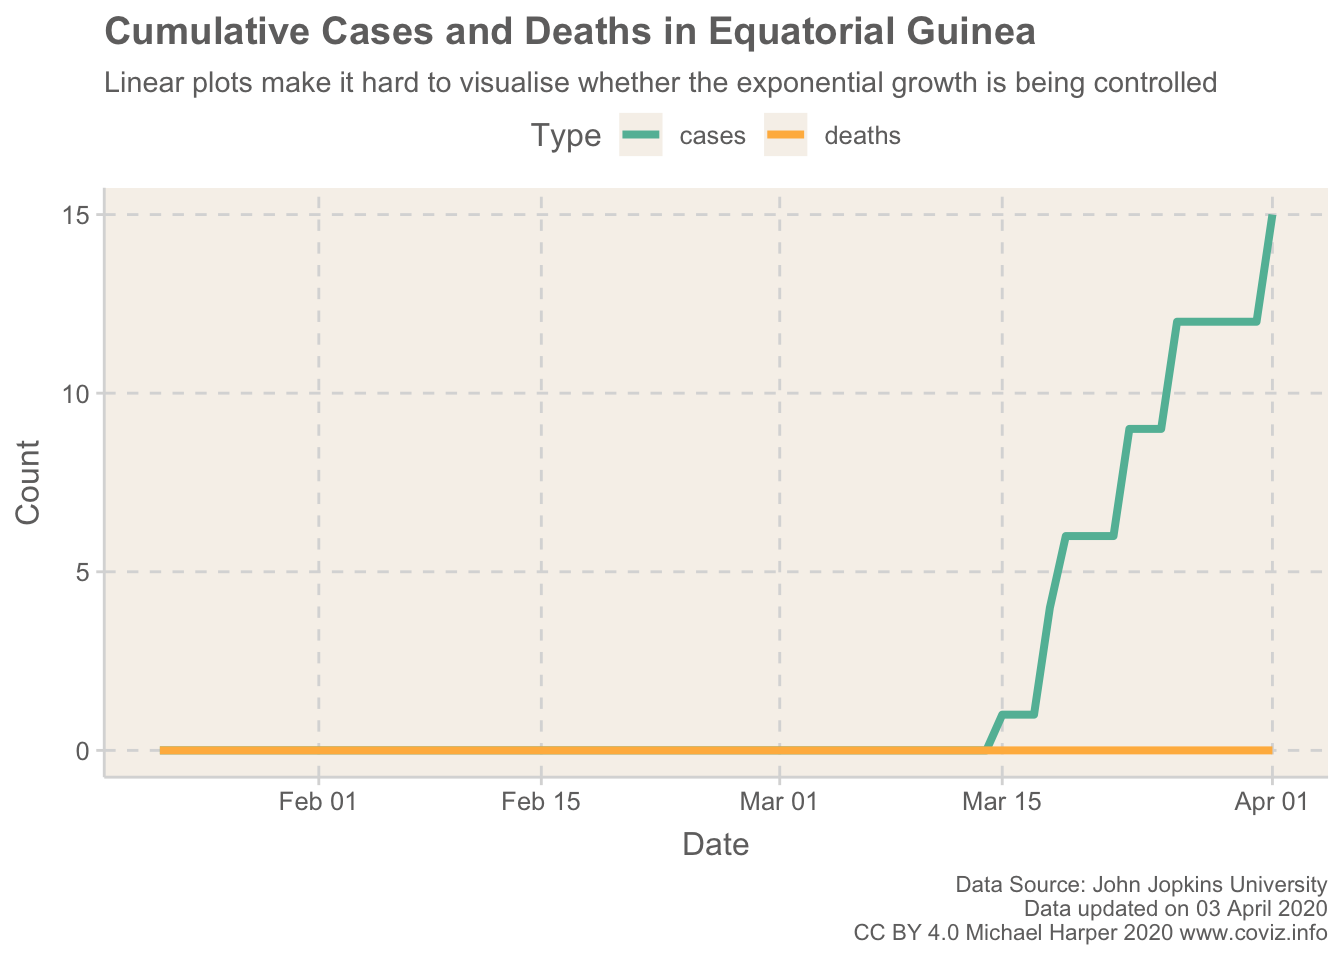 Cumulative Cases and Deaths in Equatorial Guinea
Linear plots make it hard to visualise whether the exponential growth is being controlled
Type cases deaths
15
10
5
0
Count
Feb 01 Feb 15 Mar 01 Mar 15 Apr 01
Date
Data Source: John Jopkins University
Data updated on 03 April 2020
CC BY 4.0 Michael Harper 2020 www.coviz.info